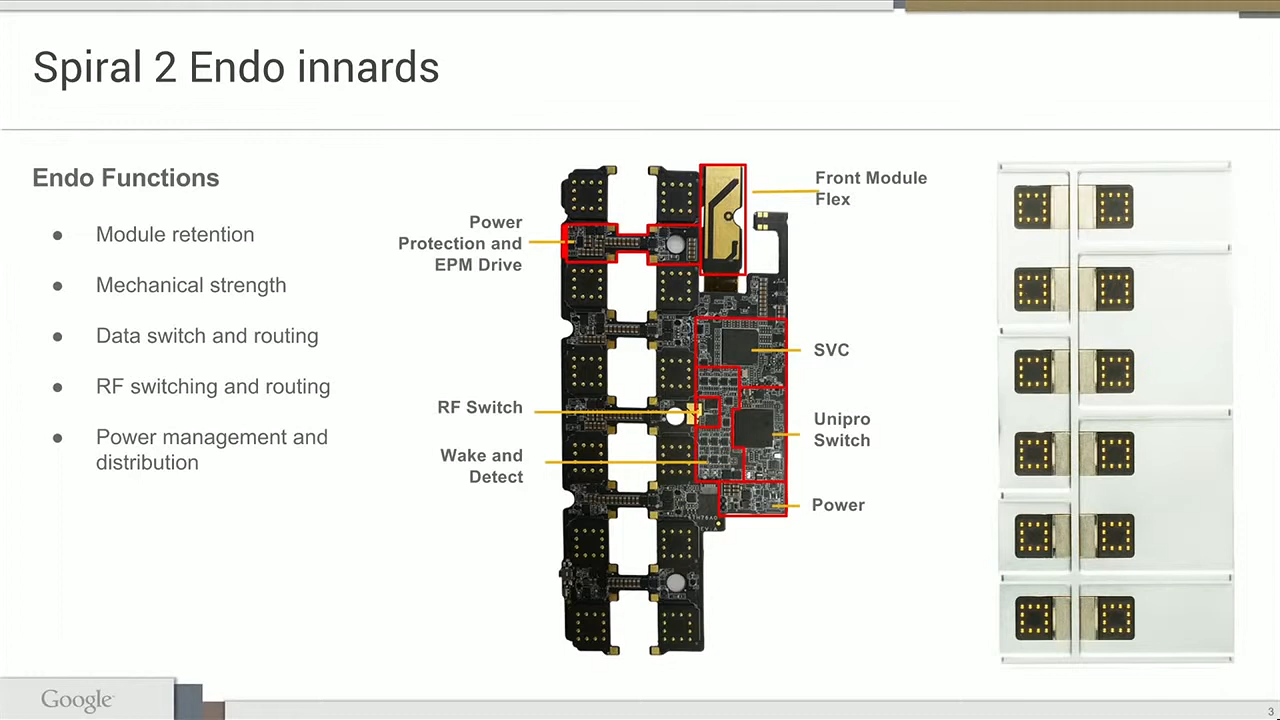 Spiral 2 Endo innards
Endo Functions
● Module retention
● Mechanical strength
● Data switch and routing
● RF switching and routing
● Power management and
distribution
Power
Protection and
EPM Drive
RF Switch
Wake and
Detect
Front Module
Flex
SVC
Unipro
Switch
Power
Google
3